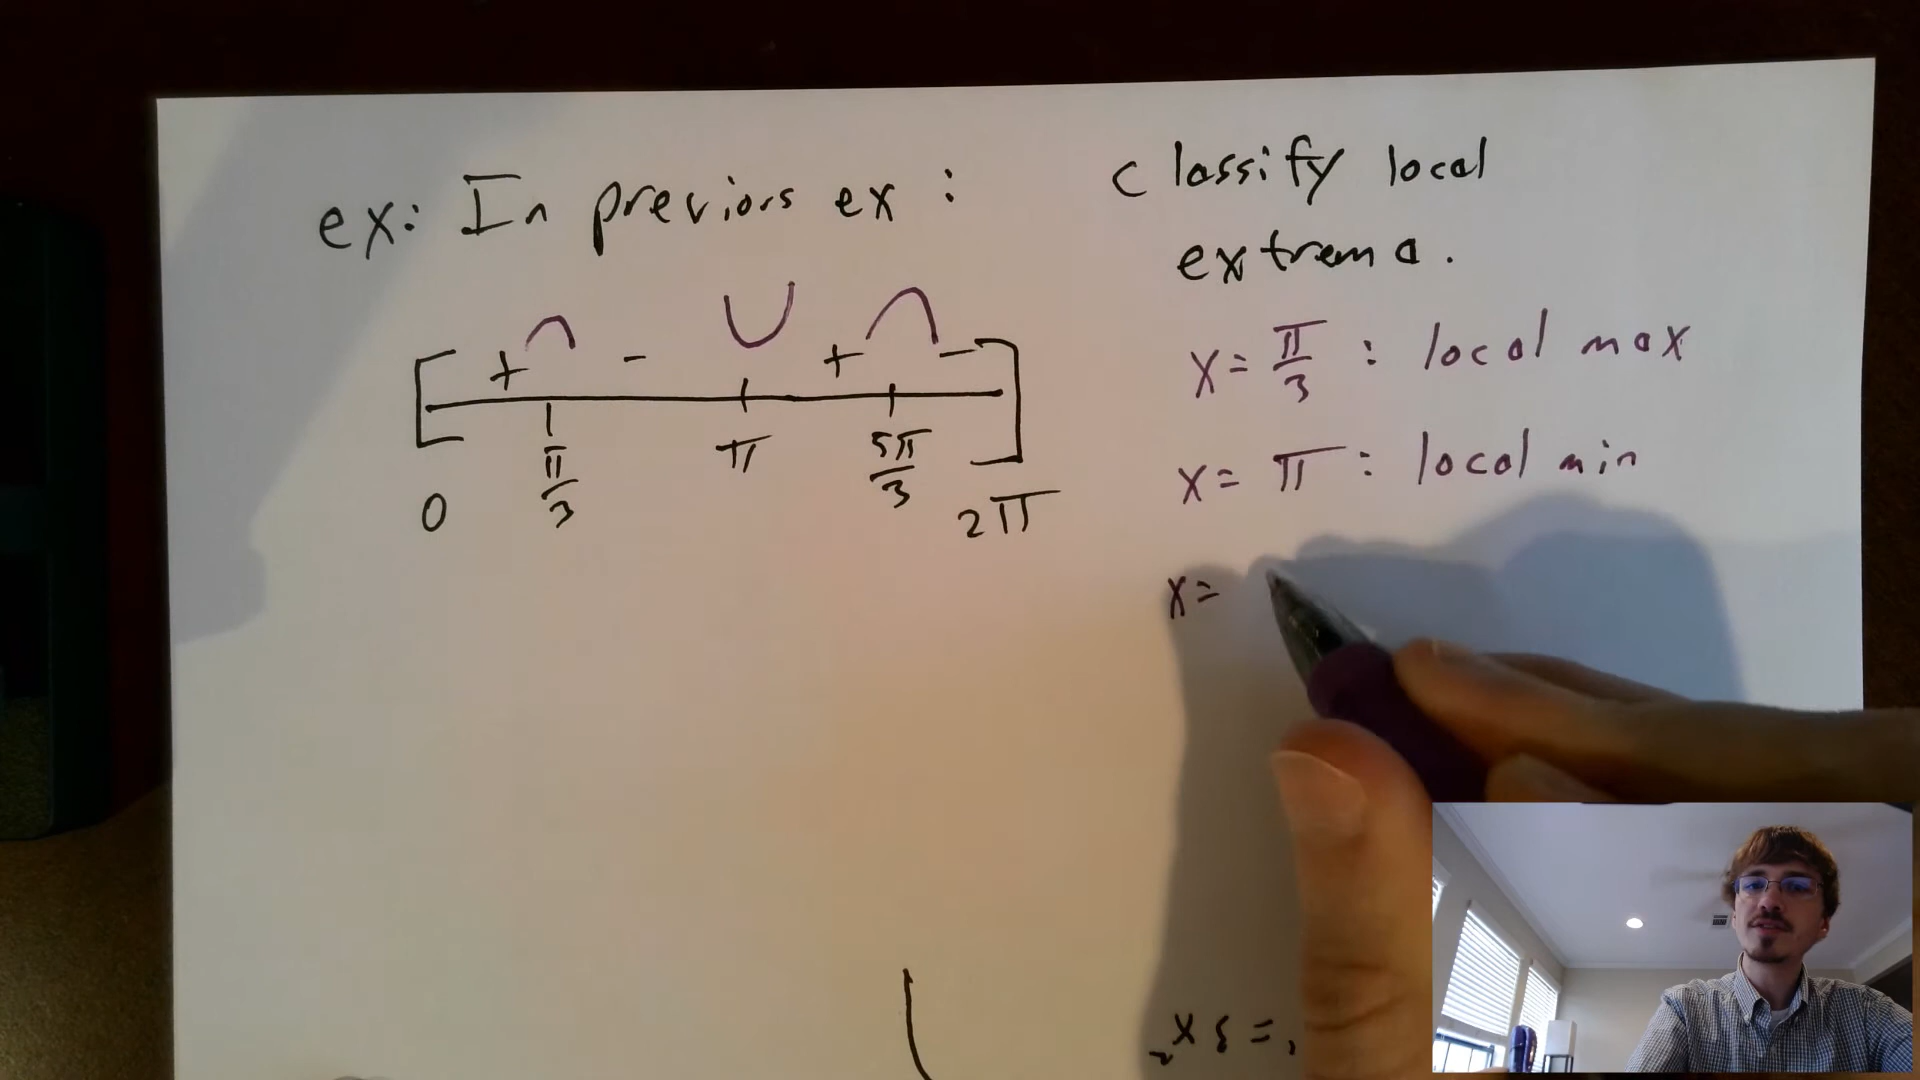 ex: In previous ex :
classify local
extrema.
+ - + -
0 π/3 π 5π/3 2π
x = π/3 : local max
x = π : local min
x =